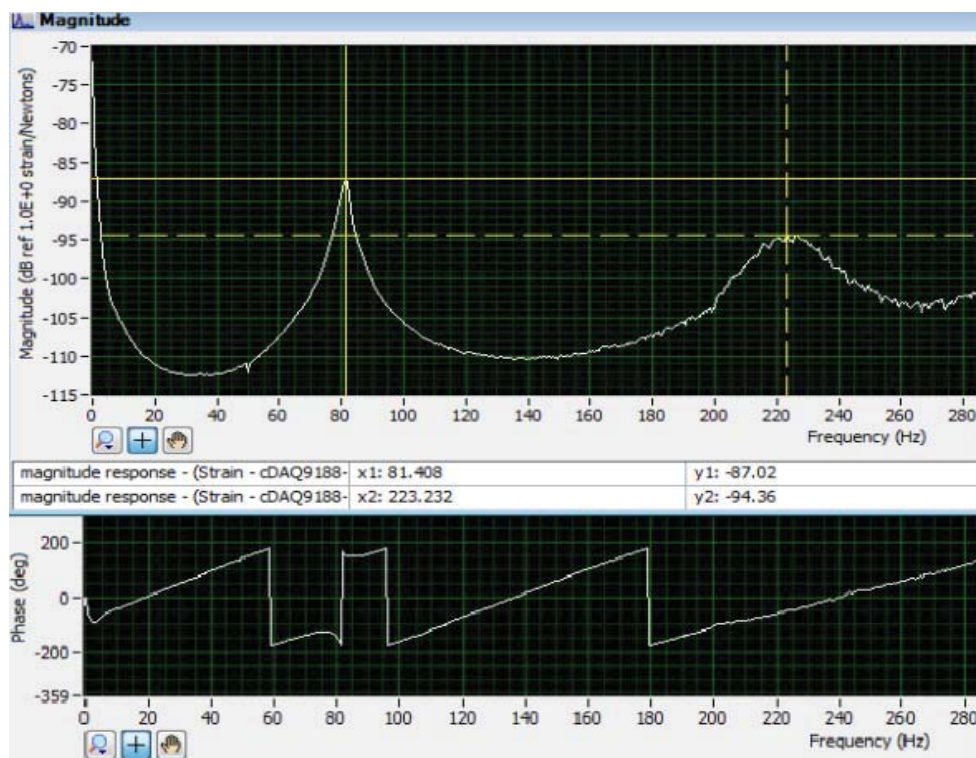 Magnitude
Magnitude (dB ref 1.0E+0 strain/Newtons)
-70
-75
-80
-85
-90
-95
-100
-105
-110
-115
0 20 40 60 80 100 120 140 160 180 200 220 240 260 280
Frequency (Hz)
magnitude response - (Strain - cDAQ9188- x1: 81.408 y1: -87.02
magnitude response - (Strain - cDAQ9188- x2: 223.232 y2: -94.36
Phase (deg)
200
0
-200
-359
0 20 40 60 80 100 120 140 160 180 200 220 240 260 280
Frequency (Hz)